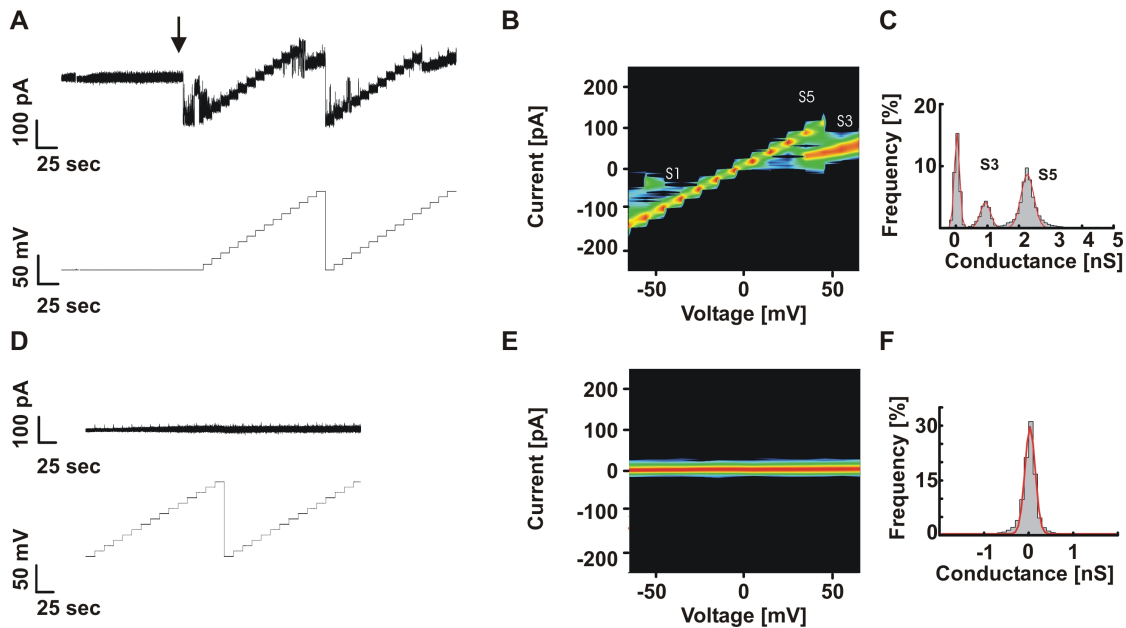 A
100 pA
25 sec
50 mV
25 sec
B
Current [pA]
200
100
0
-100
-200
S1
S5
S3
-50
0
50
Voltage [mV]
C
Frequency [%]
20
10
S3
S5
0
1
2
3
4
5
Conductance [nS]
D
100 pA
25 sec
50 mV
25 sec
E
Current [pA]
200
100
0
-100
-200
-50
0
50
Voltage [mV]
F
Frequency [%]
30
15
0
-1
0
1
Conductance [nS]